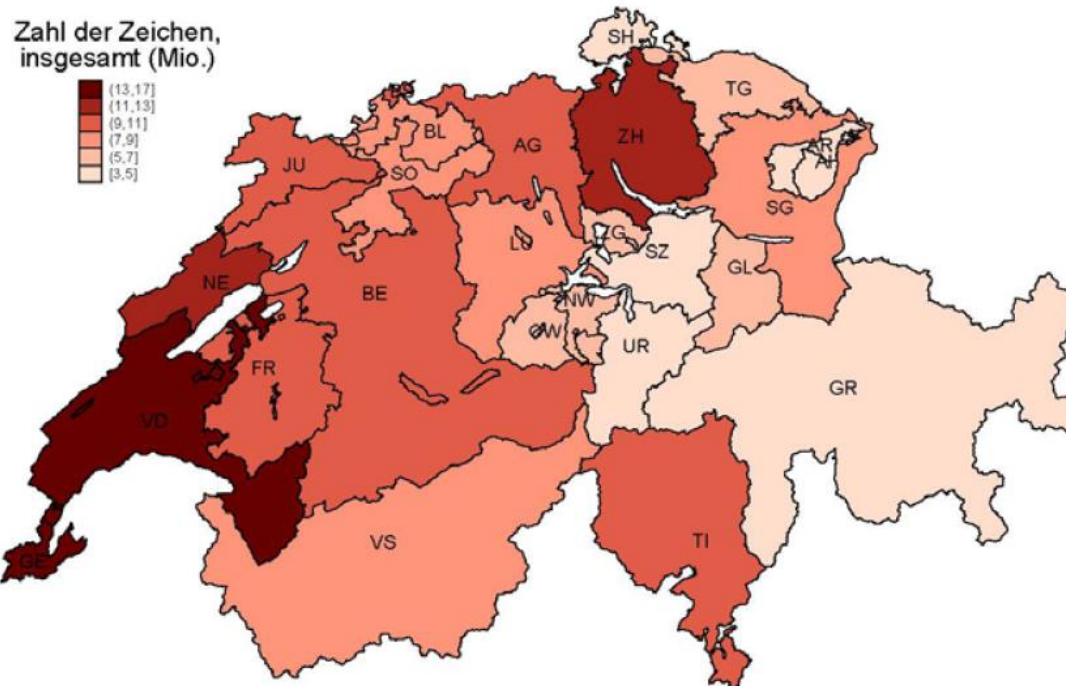 Zahl der Zeichen,
insgesamt (Mio.)
(13,17]
(11,13]
(9,11]
(7,9]
(5,7]
[3,5]
SH
TG
BL
AG
ZH
AR
AI
JU
SO
SG
LU
ZG
SZ
GL
NE
BE
NW
OW
UR
FR
GR
VD
VS
TI
GE